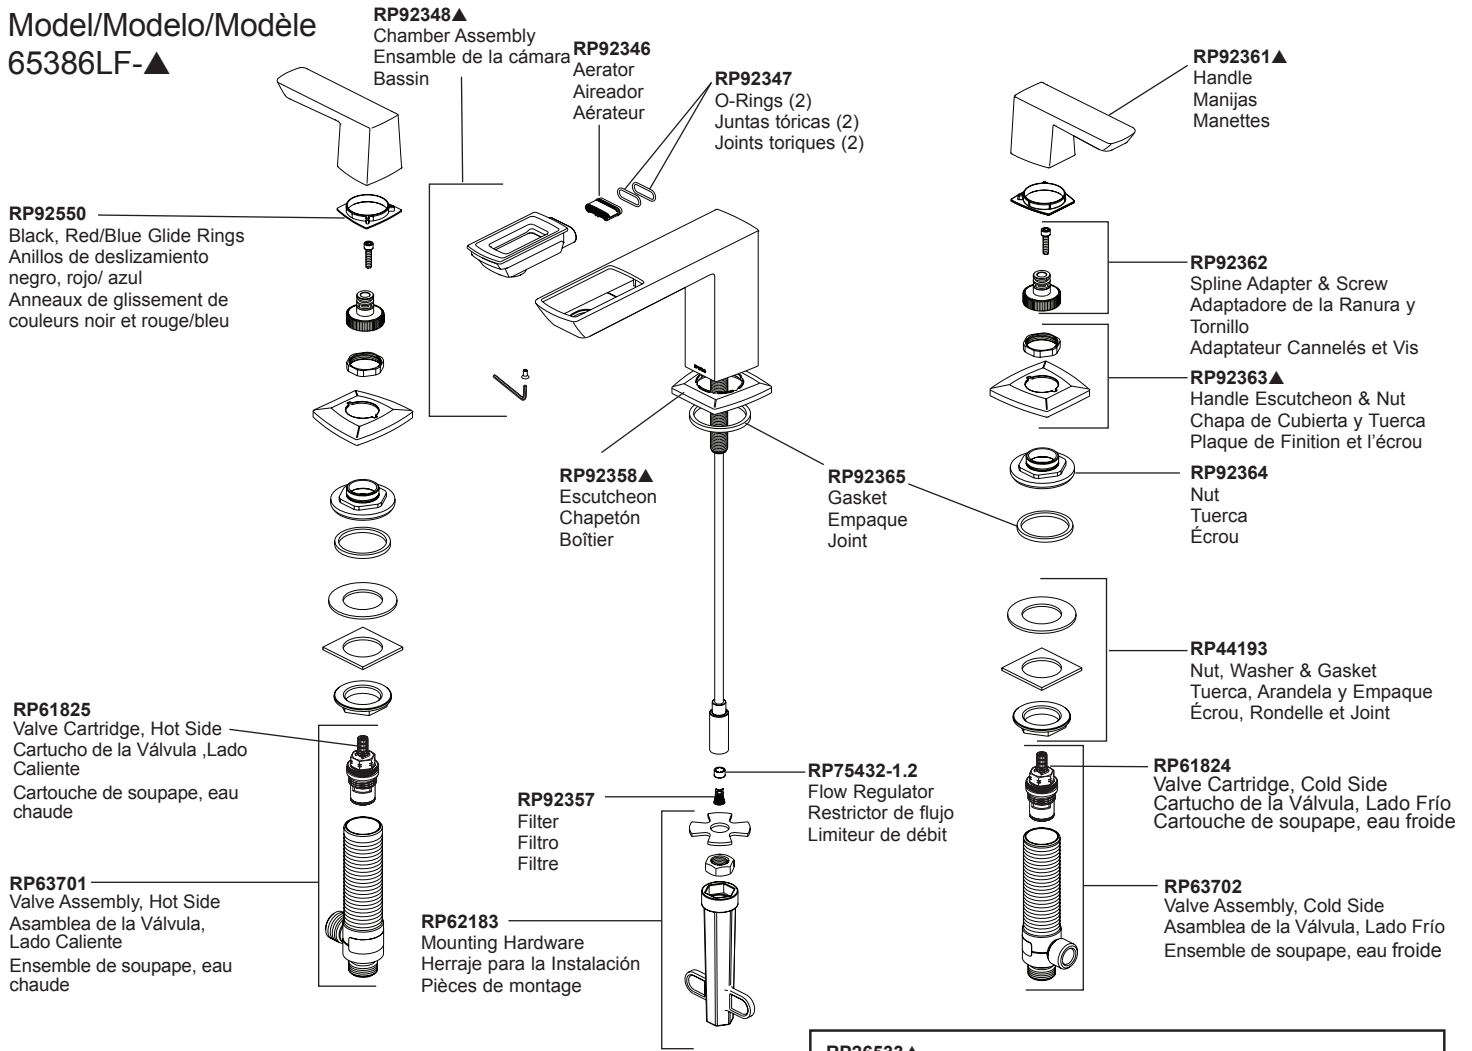 Model/Modelo/Modèle
65386LF-▲
RP92348▲
Chamber Assembly
Ensamble de la cámara
Bassin
RP92346
Aerator
Aireador
Aérateur
RP92347
O-Rings (2)
Juntas tóricas (2)
Joints toriques (2)
RP92361▲
Handle
Manijas
Manettes
RP92550
Black, Red/Blue Glide Rings
Anillos de deslizamiento
negro, rojo/ azul
Anneaux de glissement de
couleurs noir et rouge/bleu
RP92362
Spline Adapter & Screw
Adaptadore de la Ranura y
Tornillo
Adaptateur Cannelés et Vis
RP92363▲
Handle Escutcheon & Nut
Chapa de Cubierta y Tuerca
Plaque de Finition et l'écrou
RP92358▲
Escutcheon
Chapetón
Boîtier
RP92365
Gasket
Empaque
Joint
RP92364
Nut
Tuerca
Écrou
RP44193
Nut, Washer & Gasket
Tuerca, Arandela y Empaque
Écrou, Rondelle et Joint
RP61825
Valve Cartridge, Hot Side
Cartucho de la Válvula ,Lado
Caliente
Cartouche de soupape, eau
chaude
RP92357
Filter
Filtro
Filtre
RP75432-1.2
Flow Regulator
Restrictor de flujo
Limiteur de débit
RP61824
Valve Cartridge, Cold Side
Cartucho de la Válvula, Lado Frío
Cartouche de soupape, eau froide
RP63701
Valve Assembly, Hot Side
Asamblea de la Válvula,
Lado Caliente
Ensemble de soupape, eau
chaude
RP62183
Mounting Hardware
Herraje para la Instalación
Pièces de montage
RP63702
Valve Assembly, Cold Side
Asamblea de la Válvula, Lado Frío
Ensemble de soupape, eau froide
RP26533▲